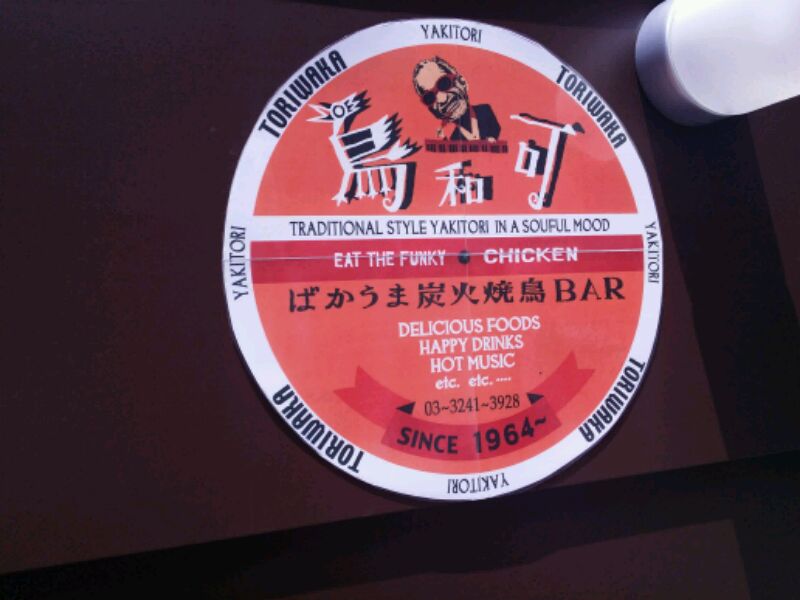 YAKITORI
TORIWAKA
TORIWAKA
鳥和可
TRADITIONAL STYLE YAKITORI IN A SOUFUL MOOD
YAKITORI
YAKITORI
EAT THE FUNKY ● CHICKEN
ばかうま炭火焼鳥BAR
DELICIOUS FOODS
HAPPY DRINKS
HOT MUSIC
etc. etc.····
03~3241~3928
SINCE 1964~
TORIWAKA
TORIWAKA
YAKITORI